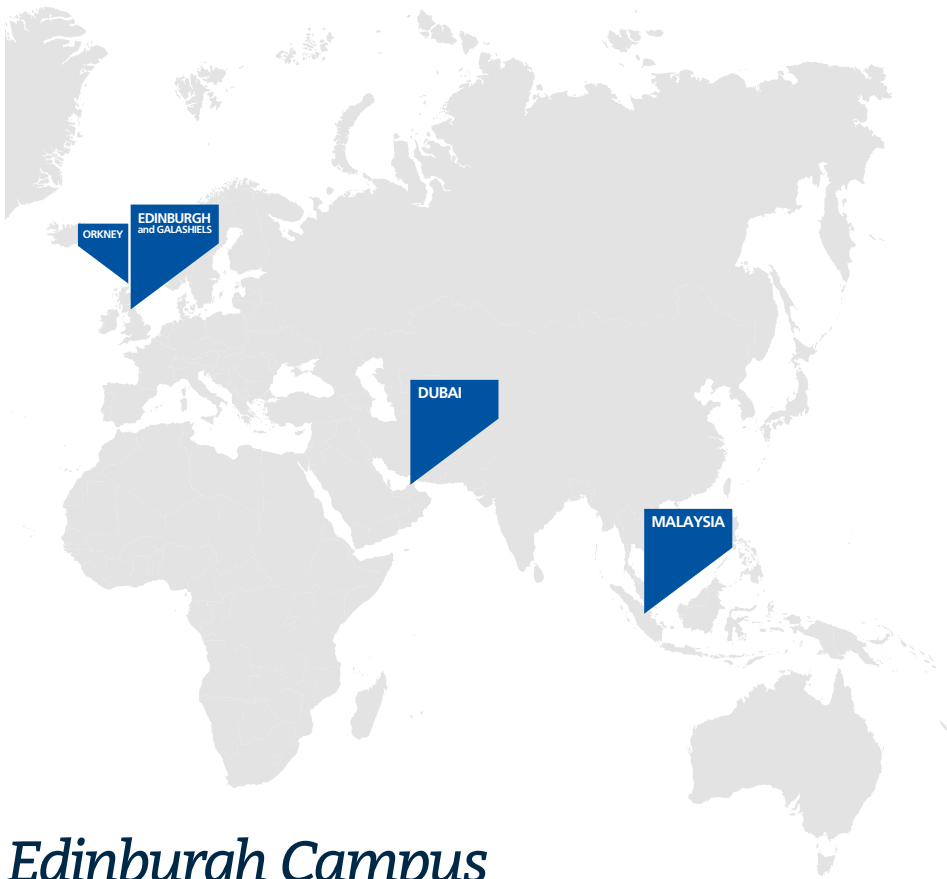 EDINBURGH
and GALASHIELS
ORKNEY
DUBAI
MALAYSIA
Edinburgh Campus